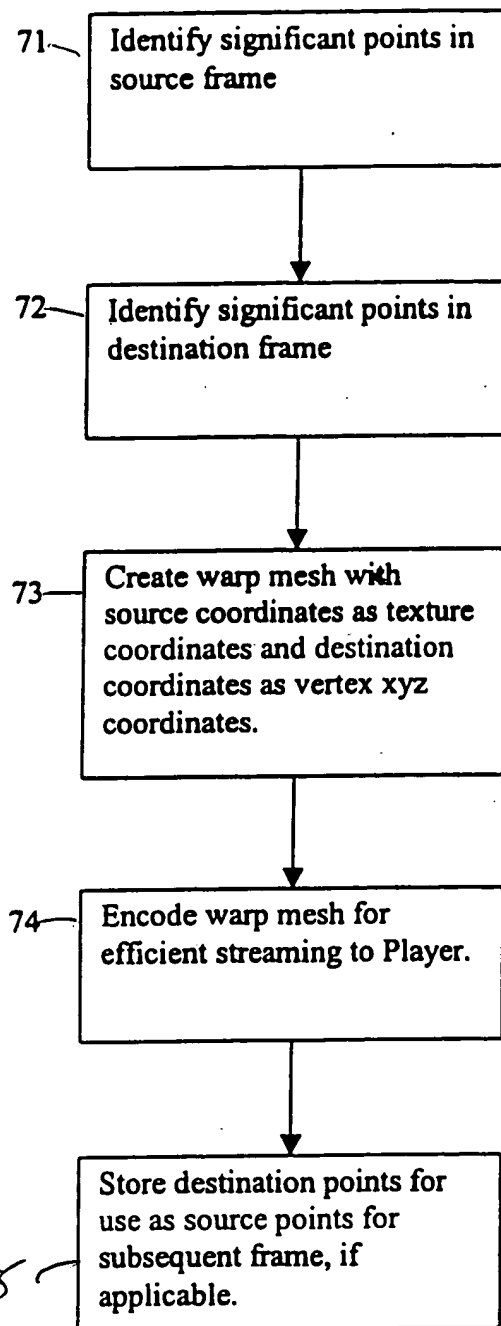 71
Identify significant points in
source frame
72
Identify significant points in
destination frame
73
Create warp mesh with
source coordinates as texture
coordinates and destination
coordinates as vertex xyz
coordinates.
74
Encode warp mesh for
efficient streaming to Player.
Store destination points for
use as source points for
subsequent frame, if
applicable.